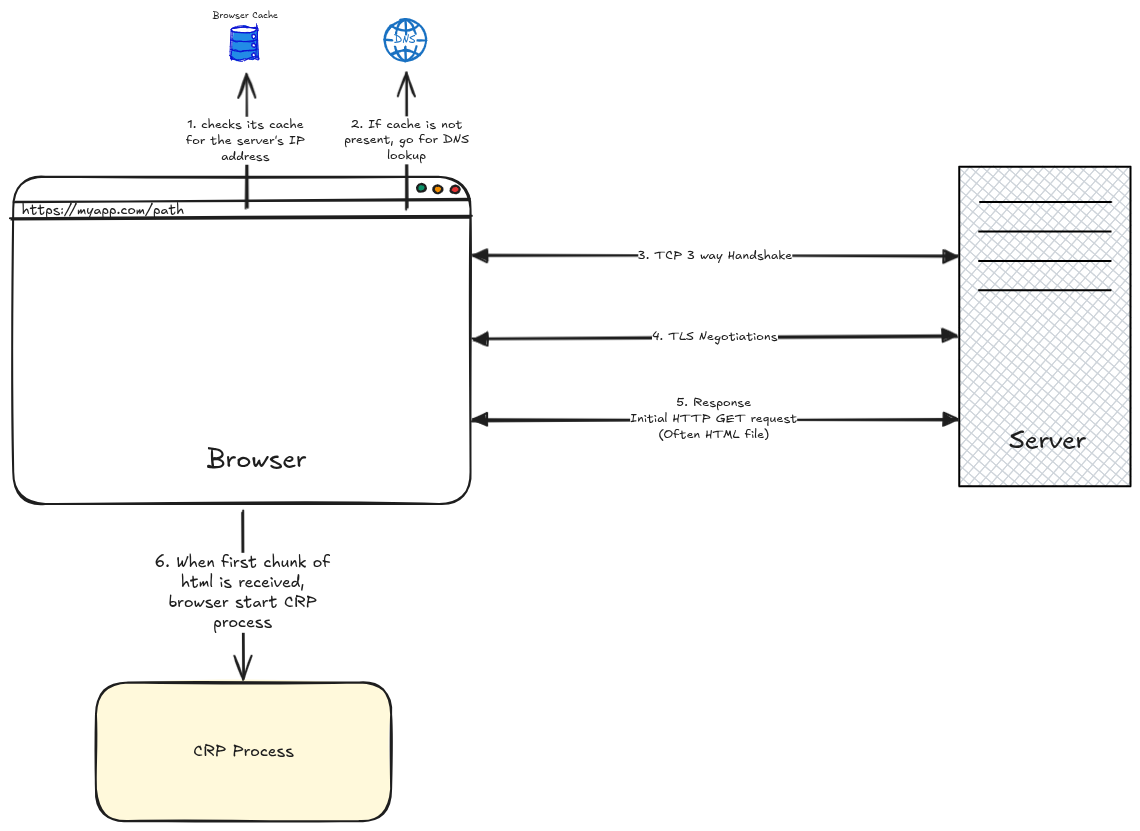 Browser Cache
DNS
1. checks its cache
for the server's IP
address
2. If cache is not
present, go for DNS
lookup
https://myapp.com/path
3. TCP 3 way Handshake
4. TLS Negotiations
5. Response
Initial HTTP GET request
(Often HTML file)
Server
Browser
6. When first chunk of
html is received,
browser start CRP
process
CRP Process